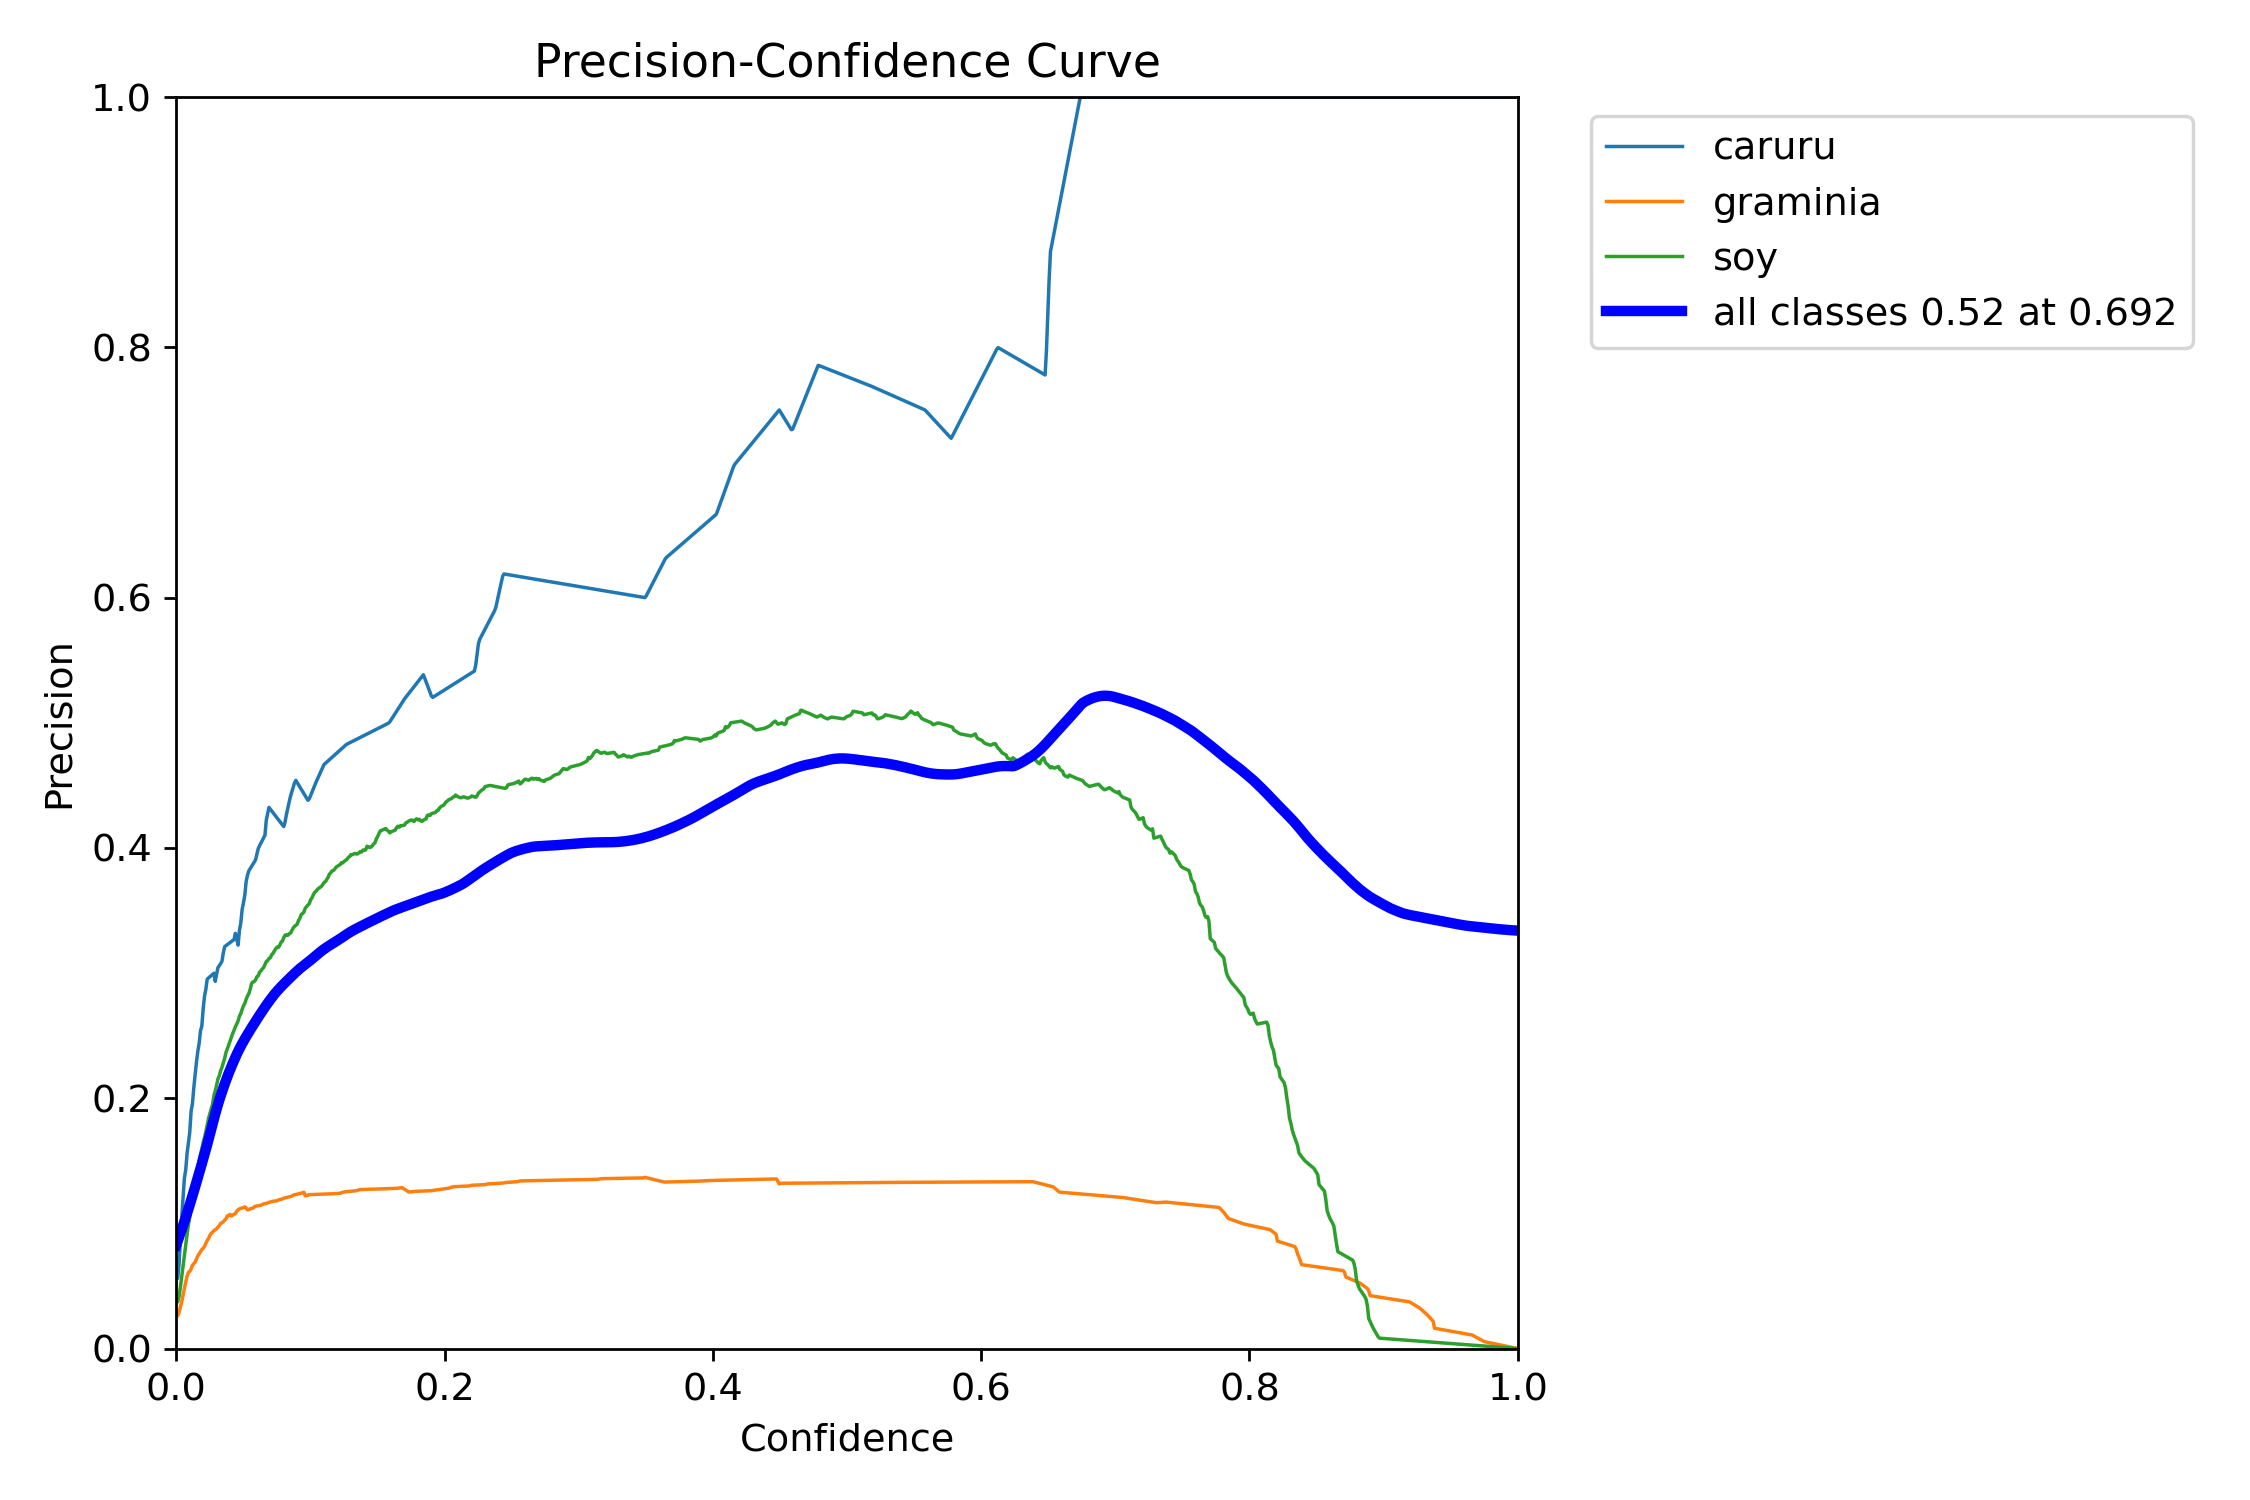 Precision-Confidence Curve
1.0
0.8
0.6
0.4
0.2
0.0
Precision
0.0 0.2 0.4 0.6 0.8 1.0
Confidence
caruru
graminia
soy
all classes 0.52 at 0.692